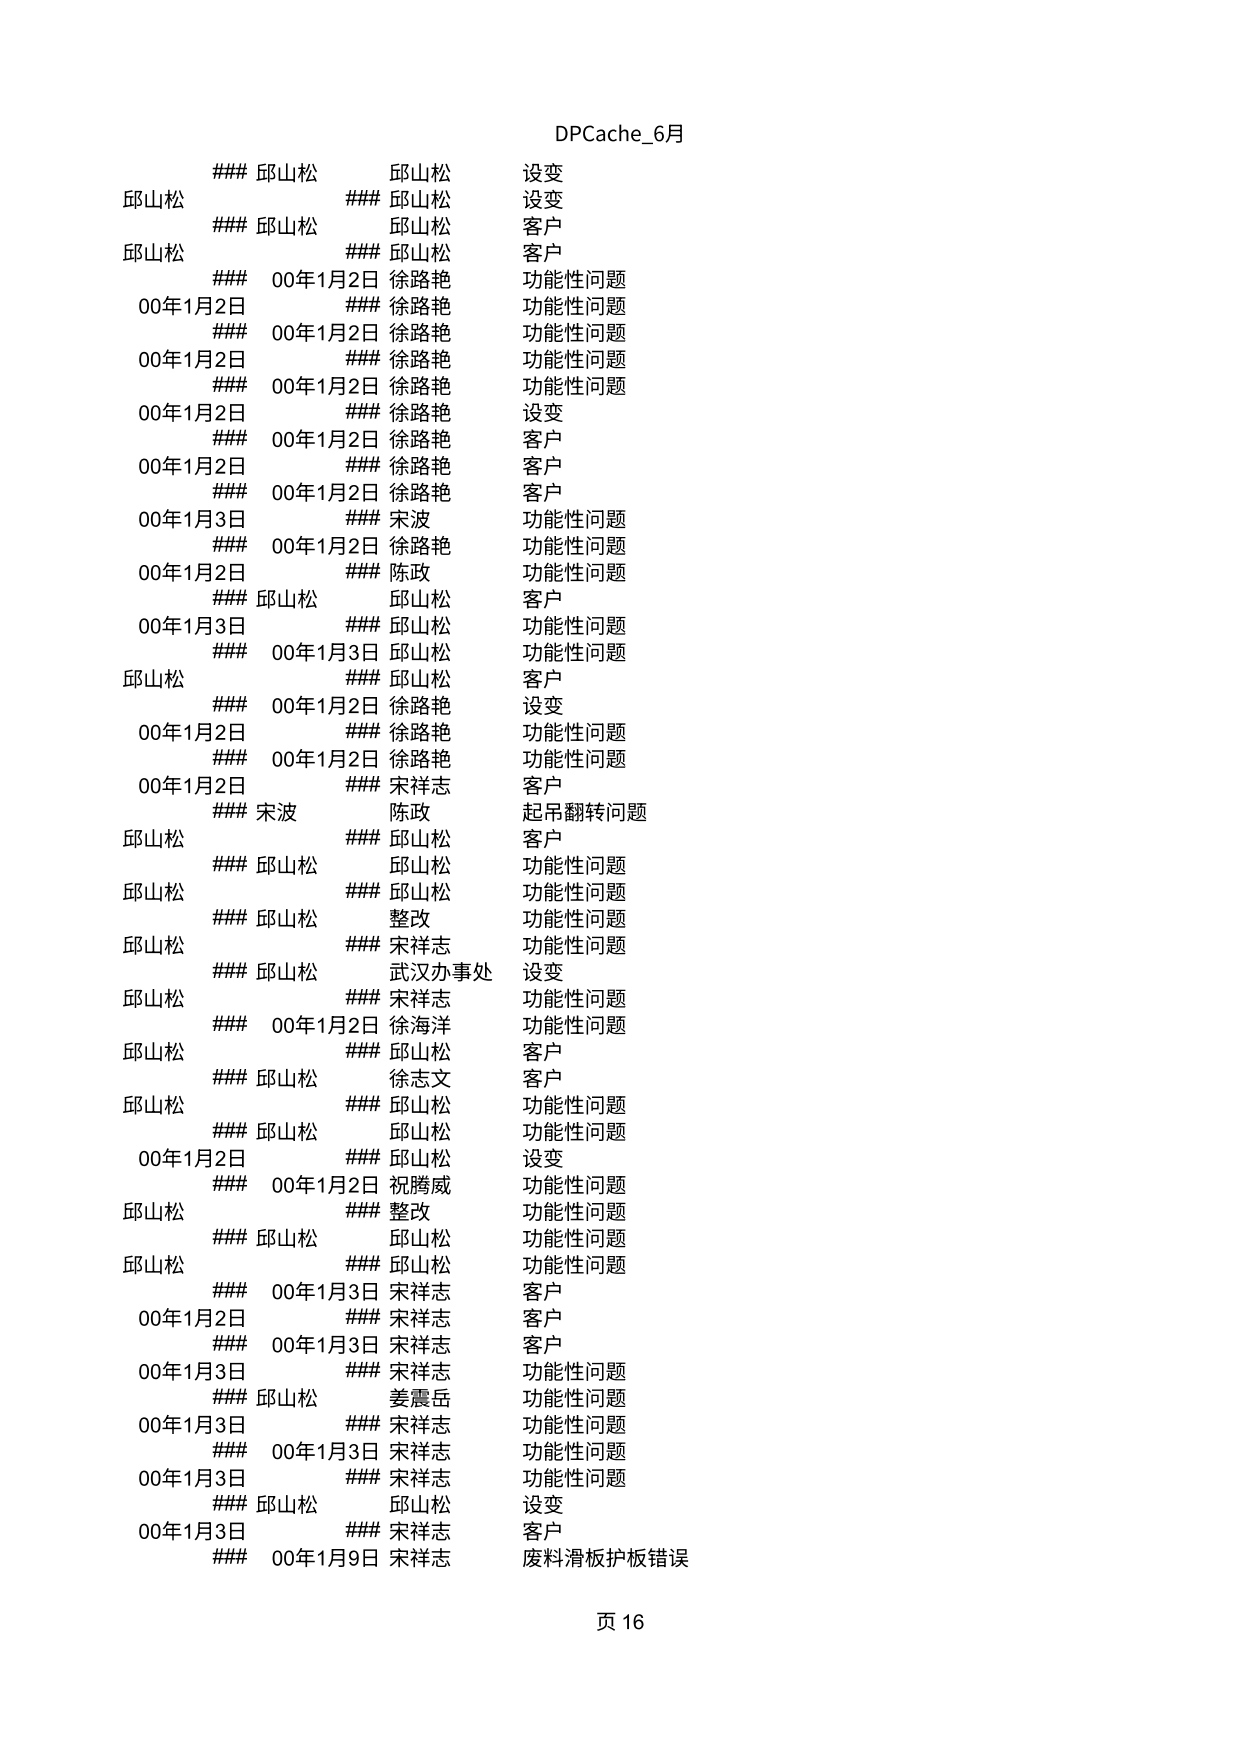 DPCache_6月
### 邱山松 邱山松 设变
邱山松 ### 邱山松 设变
### 邱山松 邱山松 客户
邱山松 ### 邱山松 客户
### 00年1月2日 徐路艳 功能性问题
00年1月2日 ### 徐路艳 功能性问题
### 00年1月2日 徐路艳 功能性问题
00年1月2日 ### 徐路艳 功能性问题
### 00年1月2日 徐路艳 功能性问题
00年1月2日 ### 徐路艳 设变
### 00年1月2日 徐路艳 客户
00年1月2日 ### 徐路艳 客户
### 00年1月2日 徐路艳 客户
00年1月3日 ### 宋波 功能性问题
### 00年1月2日 徐路艳 功能性问题
00年1月2日 ### 陈政 功能性问题
### 邱山松 邱山松 客户
00年1月3日 ### 邱山松 功能性问题
### 00年1月3日 邱山松 功能性问题
邱山松 ### 邱山松 客户
### 00年1月2日 徐路艳 设变
00年1月2日 ### 徐路艳 功能性问题
### 00年1月2日 徐路艳 功能性问题
00年1月2日 ### 宋祥志 客户
### 宋波 陈政 起吊翻转问题
邱山松 ### 邱山松 客户
### 邱山松 邱山松 功能性问题
邱山松 ### 邱山松 功能性问题
### 邱山松 整改 功能性问题
邱山松 ### 宋祥志 功能性问题
### 邱山松 武汉办事处 设变
邱山松 ### 宋祥志 功能性问题
### 00年1月2日 徐海洋 功能性问题
邱山松 ### 邱山松 客户
### 邱山松 徐志文 客户
邱山松 ### 邱山松 功能性问题
### 邱山松 邱山松 功能性问题
00年1月2日 ### 邱山松 设变
### 00年1月2日 祝腾威 功能性问题
邱山松 ### 整改 功能性问题
### 邱山松 邱山松 功能性问题
邱山松 ### 邱山松 功能性问题
### 00年1月3日 宋祥志 客户
00年1月2日 ### 宋祥志 客户
### 00年1月3日 宋祥志 客户
00年1月3日 ### 宋祥志 功能性问题
### 邱山松 姜震岳 功能性问题
00年1月3日 ### 宋祥志 功能性问题
### 00年1月3日 宋祥志 功能性问题
00年1月3日 ### 宋祥志 功能性问题
### 邱山松 邱山松 设变
00年1月3日 ### 宋祥志 客户
### 00年1月9日 宋祥志 废料滑板护板错误
页 16